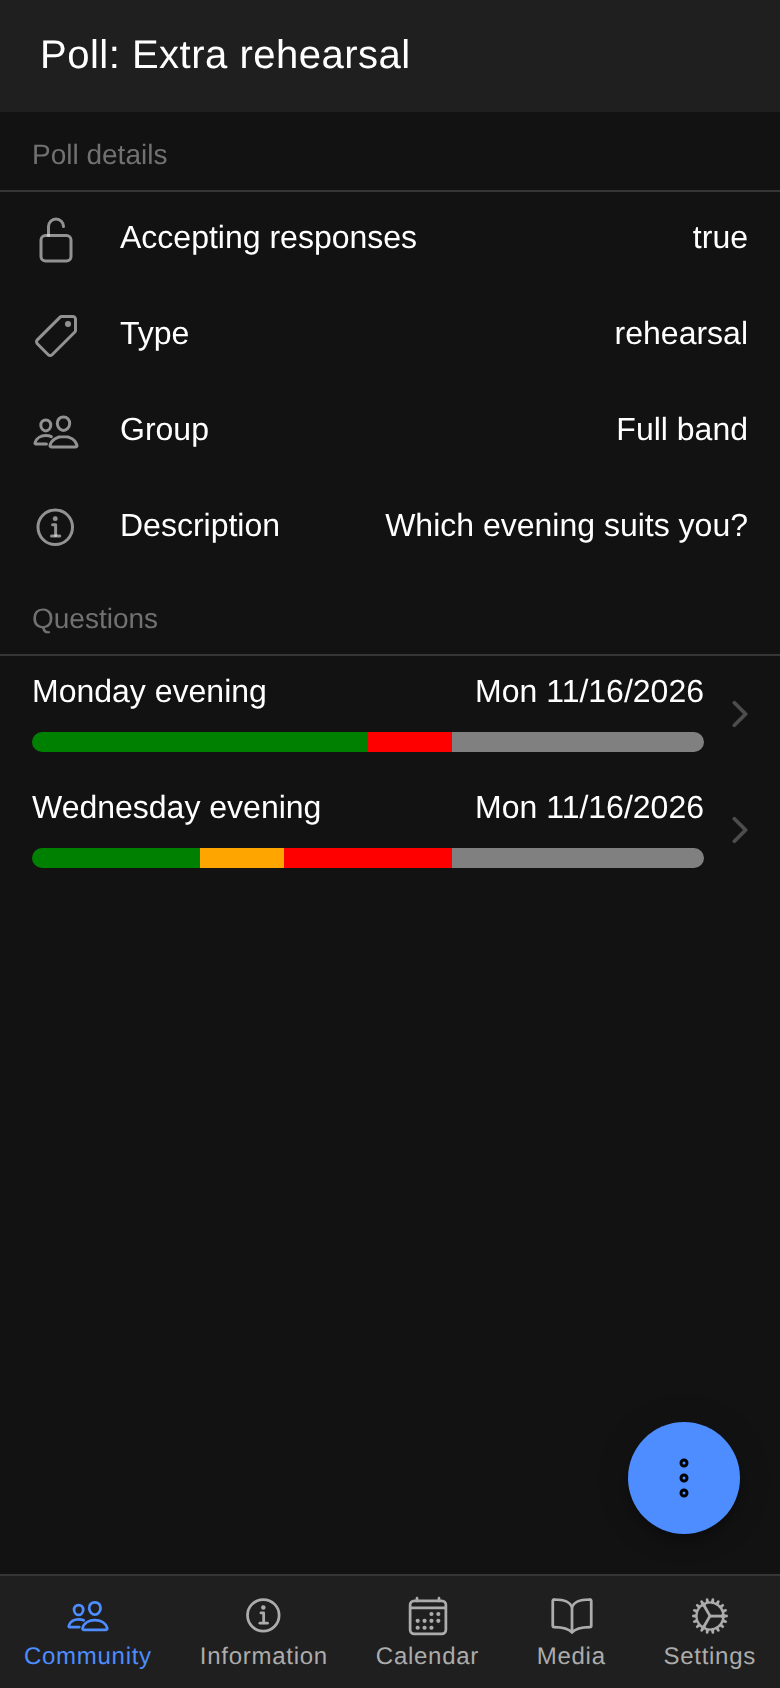 Poll: Extra rehearsal
Poll details
Accepting responses true
Type rehearsal
Group Full band
Description Which evening suits you?
Questions
Monday evening Mon 11/16/2026
Wednesday evening Mon 11/16/2026
Community Information Calendar Media Settings